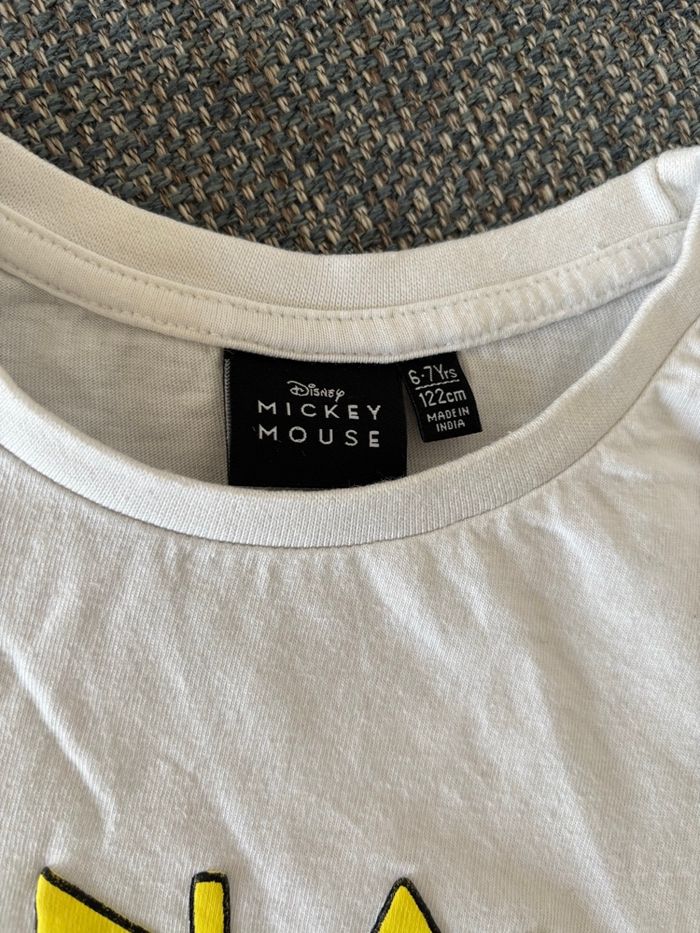 Disney
MICKEY
MOUSE
6-7Yrs
122cm
MADE IN
INDIA